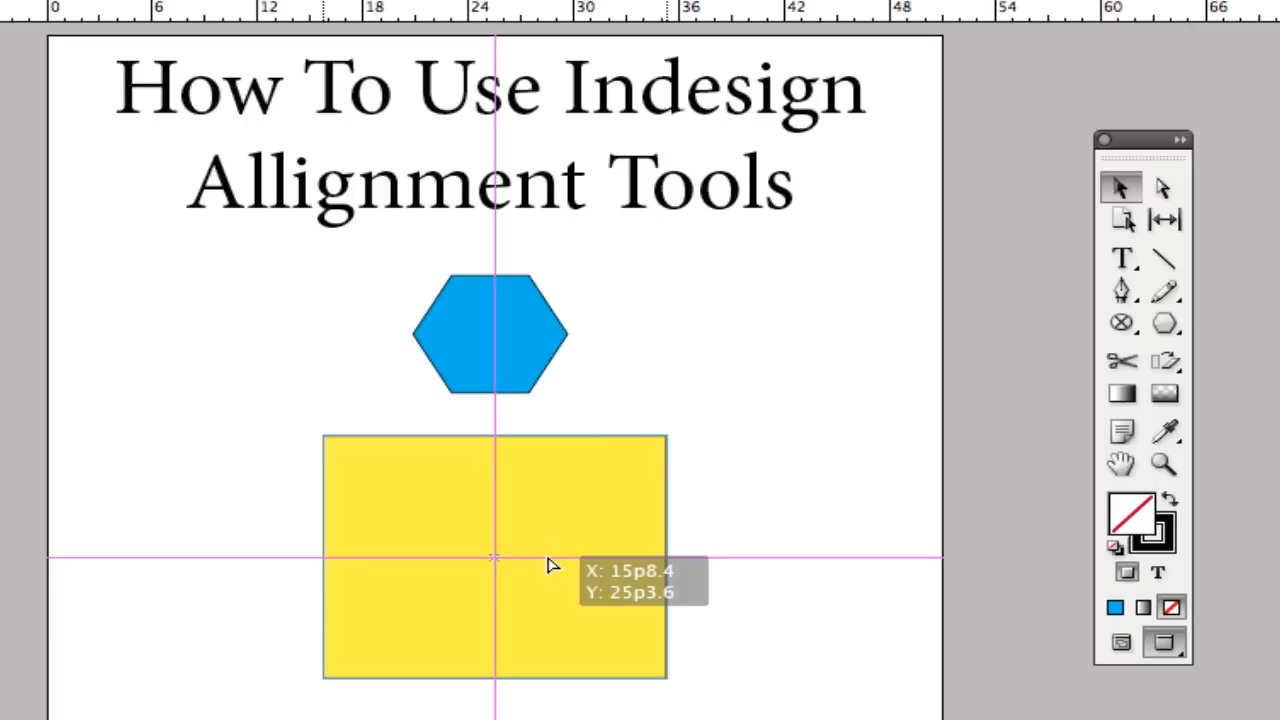 0 6 12 18 24 30 36 42 48 54 60 66
How To Use Indesign
Allignment Tools
X: 15p8.4
Y: 25p3.6
T
T